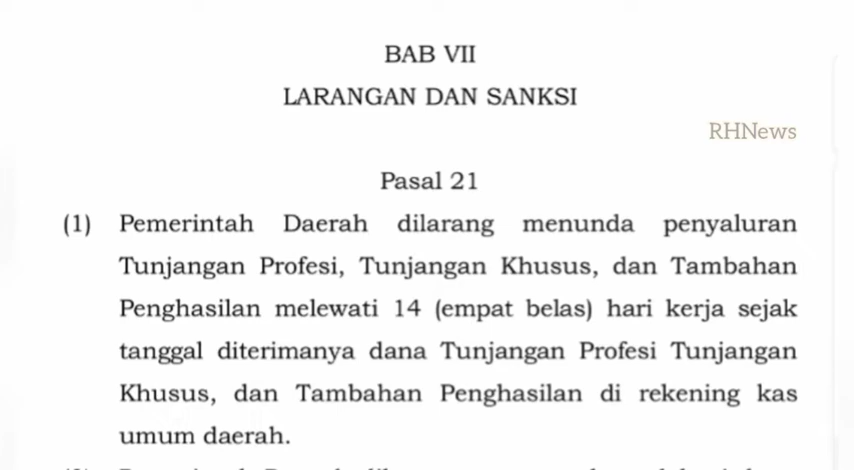 BAB VII
LARANGAN DAN SANKSI
RHNews
Pasal 21
(1) Pemerintah Daerah dilarang menunda penyaluran
Tunjangan Profesi, Tunjangan Khusus, dan Tambahan
Penghasilan melewati 14 (empat belas) hari kerja sejak
tanggal diterimanya dana Tunjangan Profesi Tunjangan
Khusus, dan Tambahan Penghasilan di rekening kas
umum daerah.